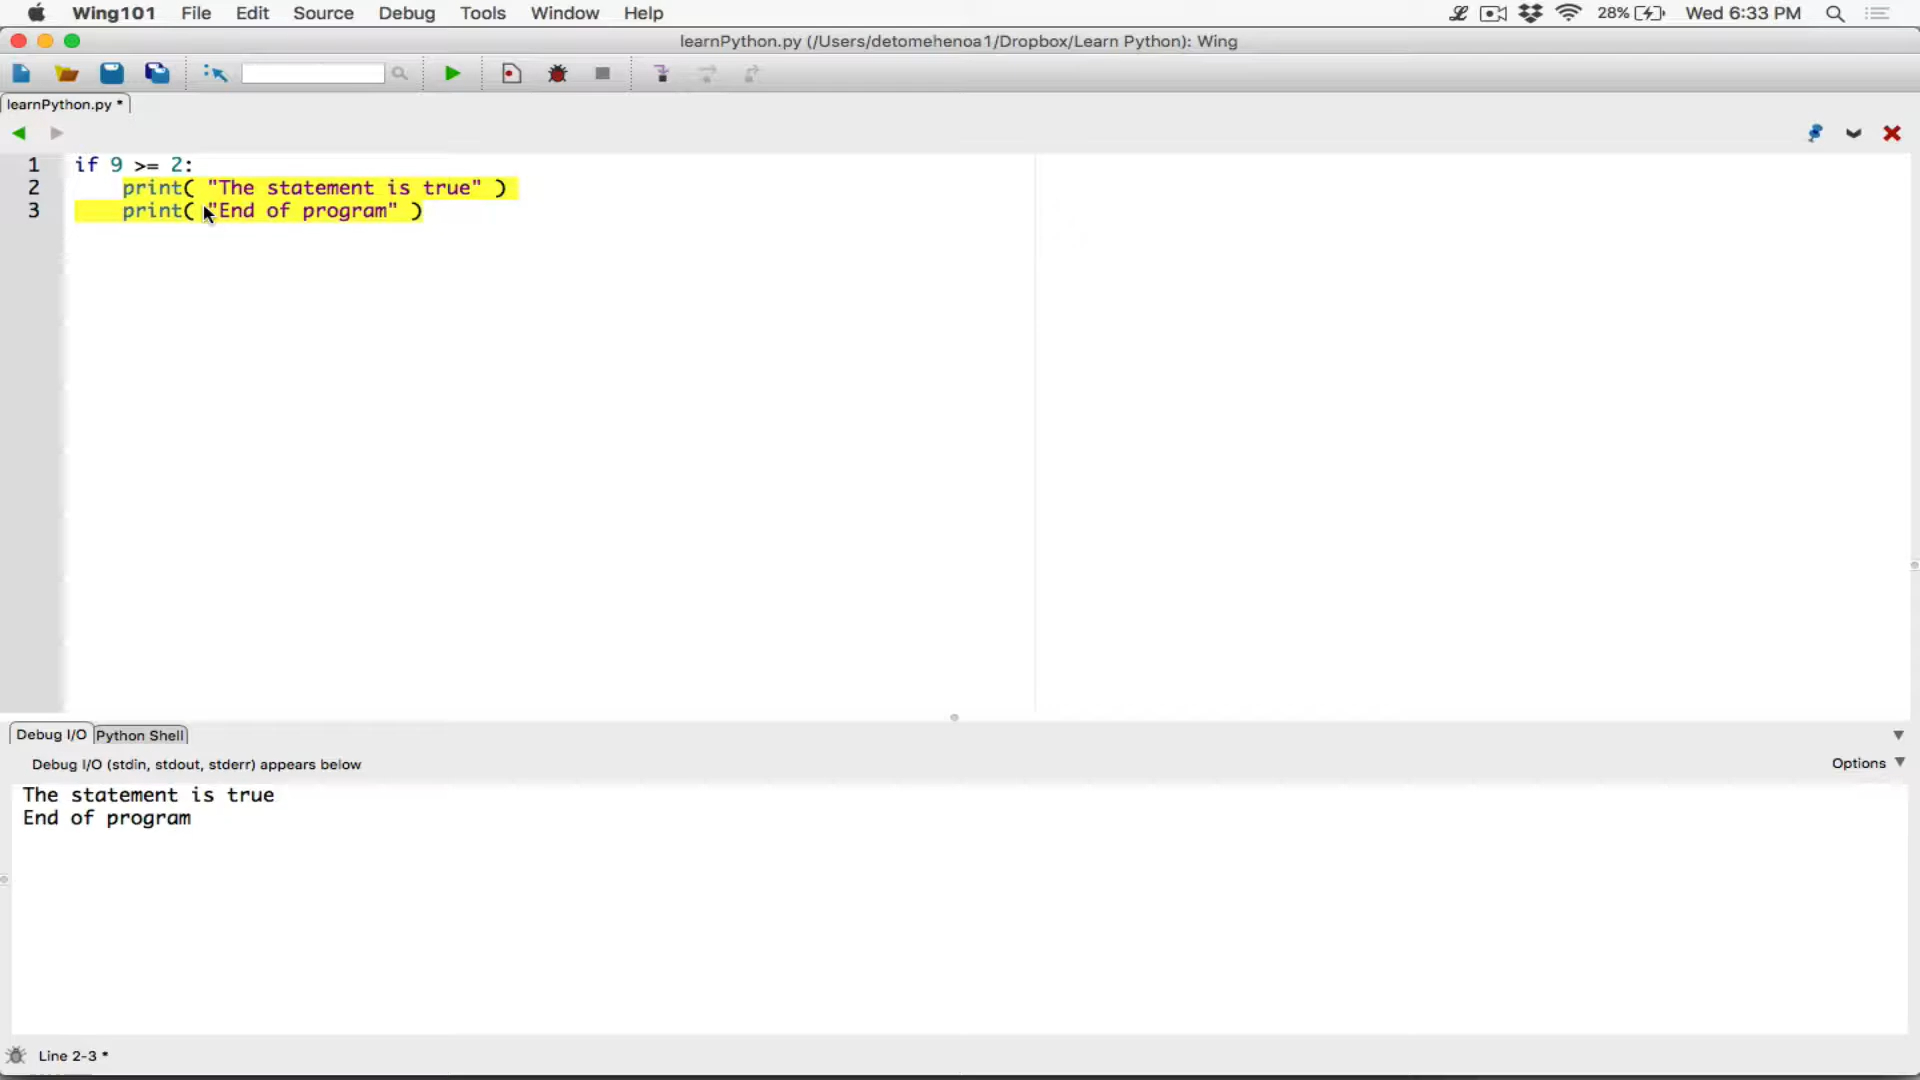 Wing101 File Edit Source Debug Tools Window Help 28% Wed 6:33 PM
learnPython.py (/Users/detomehenoa1/Dropbox/Learn Python): Wing
learnPython.py *
1 if 9 >= 2:
2 print( "The statement is true" )
3 print( "End of program" )
Debug I/O Python Shell
Debug I/O (stdin, stdout, stderr) appears below Options
The statement is true
End of program
Line 2-3 *